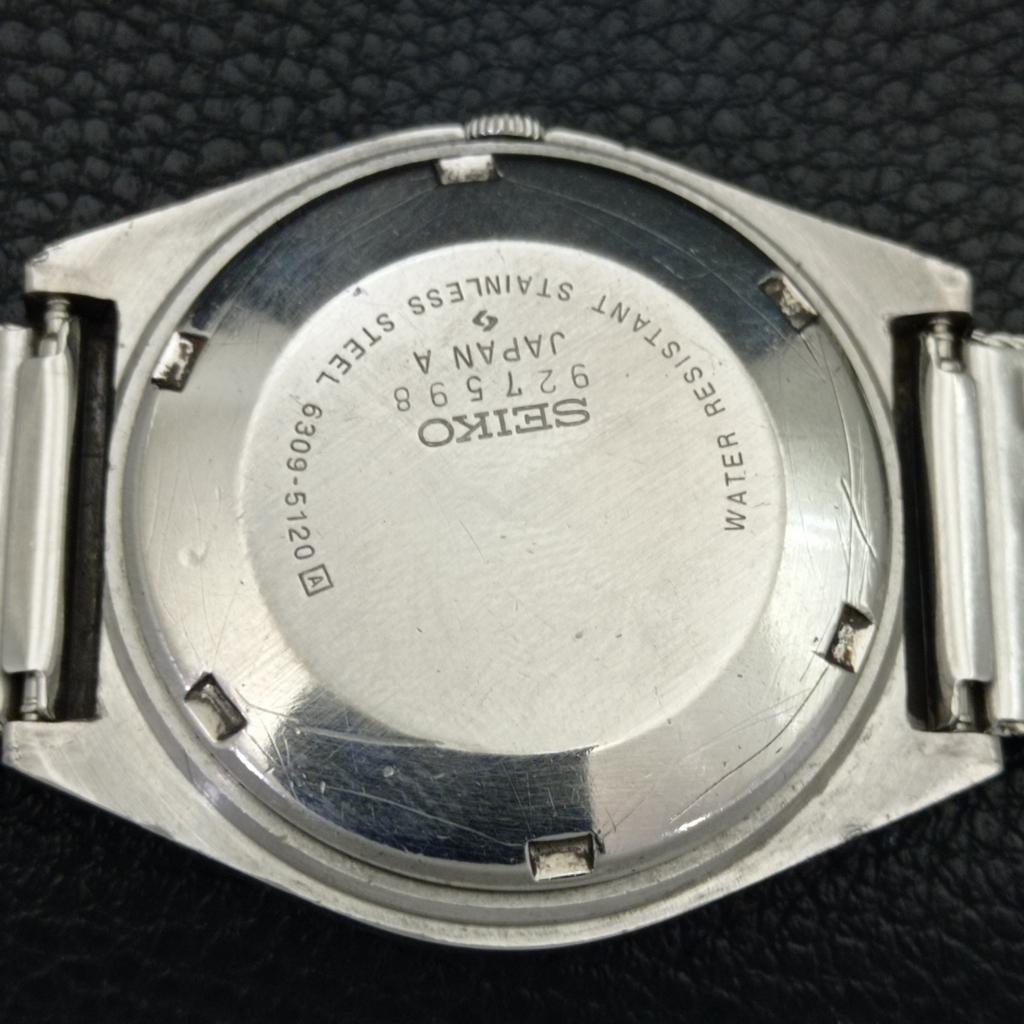 SEIKO
927598
JAPAN A
WATER RESISTANT STAINLESS STEEL 6309-5120 A